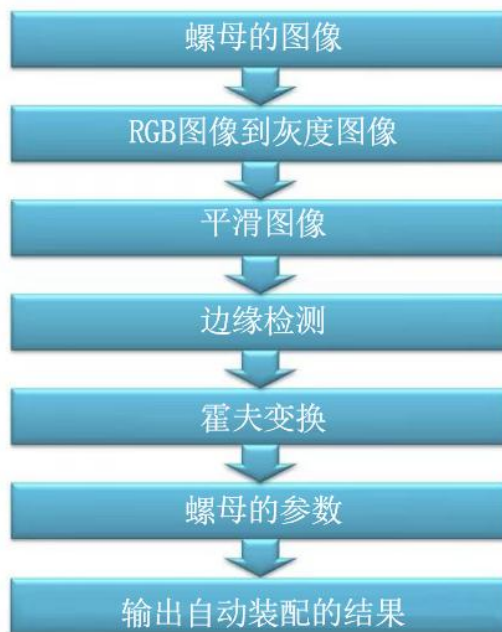 螺母的图像
RGB图像到灰度图像
平滑图像
边缘检测
霍夫变换
螺母的参数
输出自动装配的结果